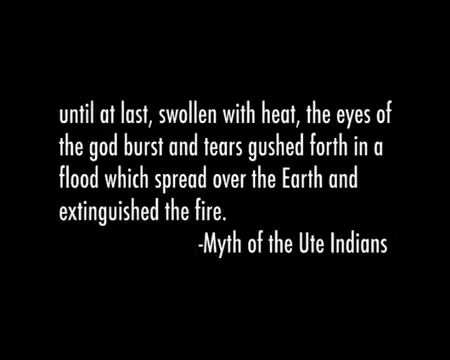 until at last, swollen with heat, the eyes of
the god burst and tears gushed forth in a
flood which spread over the Earth and
extinguished the fire.
-Myth of the Ute Indians